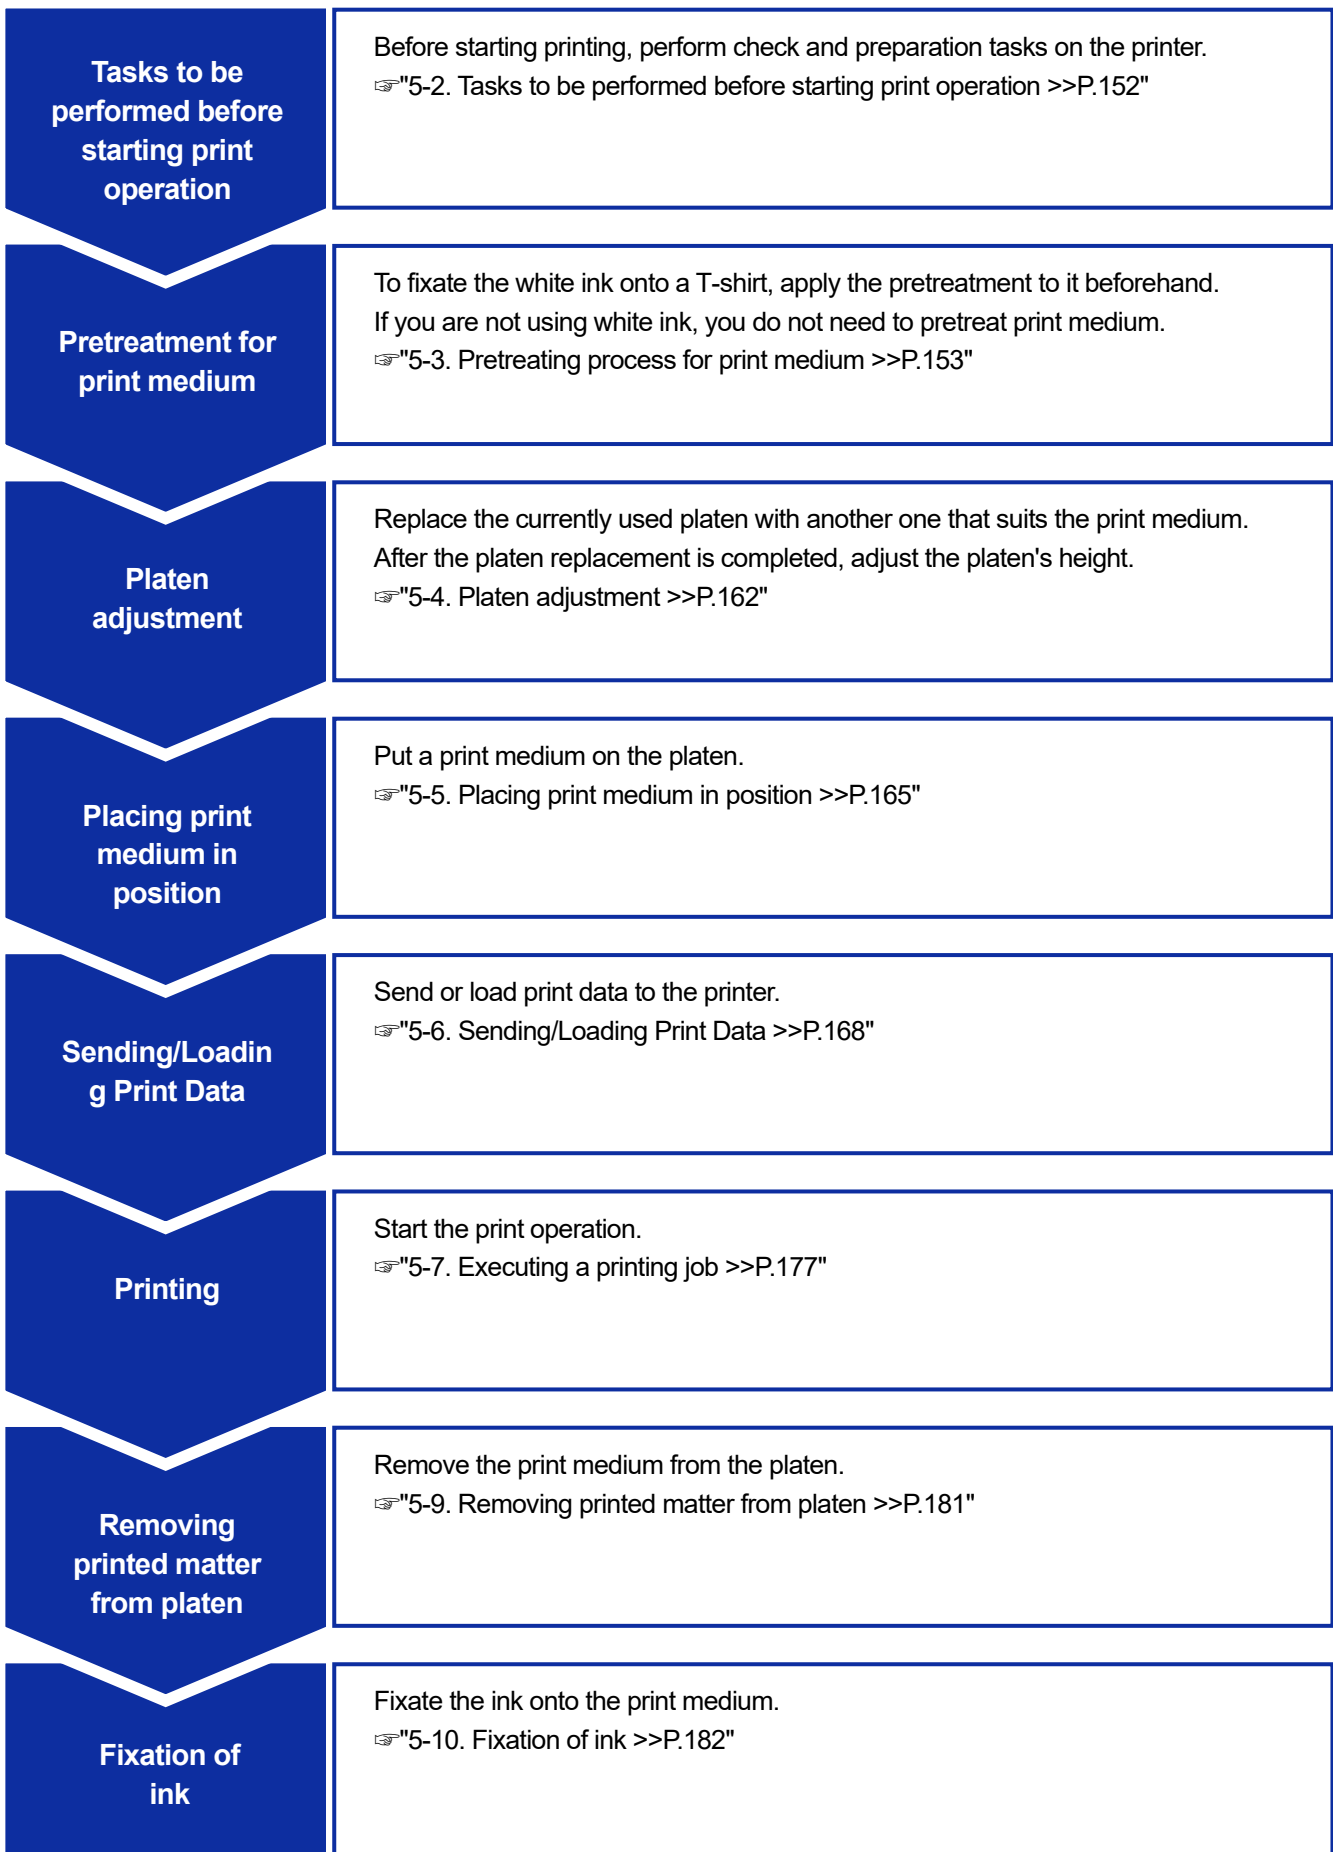 Tasks to be
performed before
starting print
operation
Before starting printing, perform check and preparation tasks on the printer.
☞"5-2. Tasks to be performed before starting print operation >>P.152"
Pretreatment for
print medium
To fixate the white ink onto a T-shirt, apply the pretreatment to it beforehand.
If you are not using white ink, you do not need to pretreat print medium.
☞"5-3. Pretreating process for print medium >>P.153"
Platen
adjustment
Replace the currently used platen with another one that suits the print medium.
After the platen replacement is completed, adjust the platen's height.
☞"5-4. Platen adjustment >>P.162"
Placing print
medium in
position
Put a print medium on the platen.
☞"5-5. Placing print medium in position >>P.165"
Sending/Loadin
g Print Data
Send or load print data to the printer.
☞"5-6. Sending/Loading Print Data >>P.168"
Printing
Start the print operation.
☞"5-7. Executing a printing job >>P.177"
Removing
printed matter
from platen
Remove the print medium from the platen.
☞"5-9. Removing printed matter from platen >>P.181"
Fixation of
ink
Fixate the ink onto the print medium.
☞"5-10. Fixation of ink >>P.182"